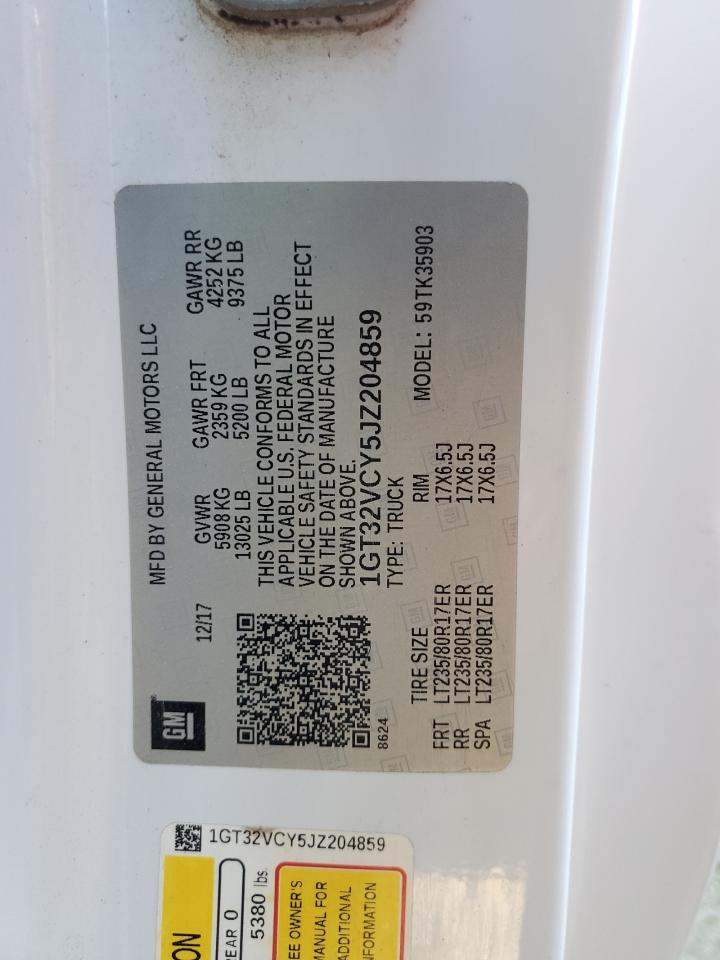 MFD BY GENERAL MOTORS LLC
GM
12/17
GVWR GAWR FRT GAWR RR
5908 KG 2359 KG 4252 KG
13025 LB 5200 LB 9375 LB
THIS VEHICLE CONFORMS TO ALL
APPLICABLE U.S. FEDERAL MOTOR
VEHICLE SAFETY STANDARDS IN EFFECT
ON THE DATE OF MANUFACTURE
SHOWN ABOVE.
1GT32VCY5JZ204859
8624
TYPE: TRUCK
TIRE SIZE RIM MODEL: 59TK35903
FRT LT235/80R17ER 17X6.5J
RR LT235/80R17ER 17X6.5J
SPA LT235/80R17ER 17X6.5J
1GT32VCY5JZ204859
REAR 0
5380 lbs.
EE OWNER'S
MANUAL FOR
ADDITIONAL
NFORMATION